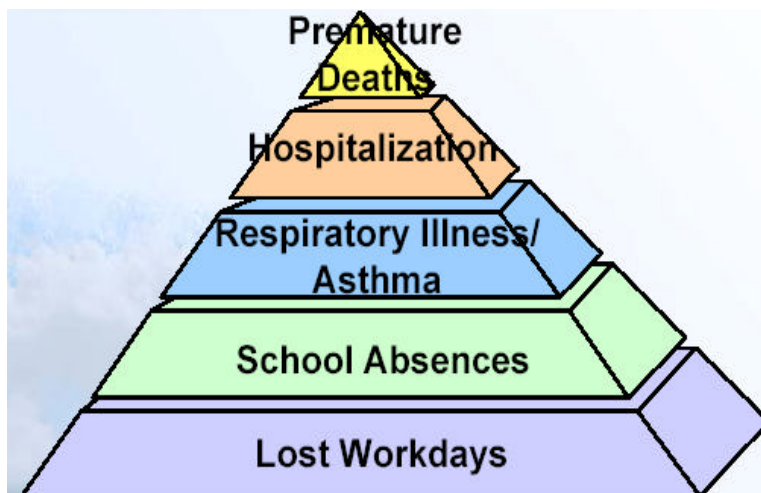 Premature
Deaths
Hospitalization
Respiratory Illness/
Asthma
School Absences
Lost Workdays